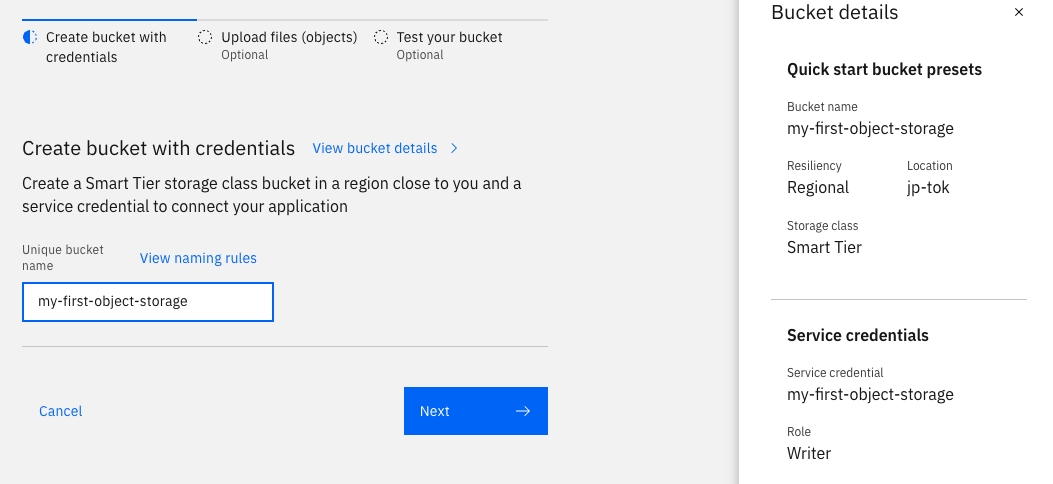 Create bucket with
credentials
Upload files (objects)
Optional
Test your bucket
Optional
Create bucket with credentials
View bucket details
Create a Smart Tier storage class bucket in a region close to you and a
service credential to connect your application
Unique bucket
name
View naming rules
my-first-object-storage
Cancel
Next
Bucket details
Quick start bucket presets
Bucket name
my-first-object-storage
Resiliency
Location
Regional
jp-tok
Storage class
Smart Tier
Service credentials
Service credential
my-first-object-storage
Role
Writer